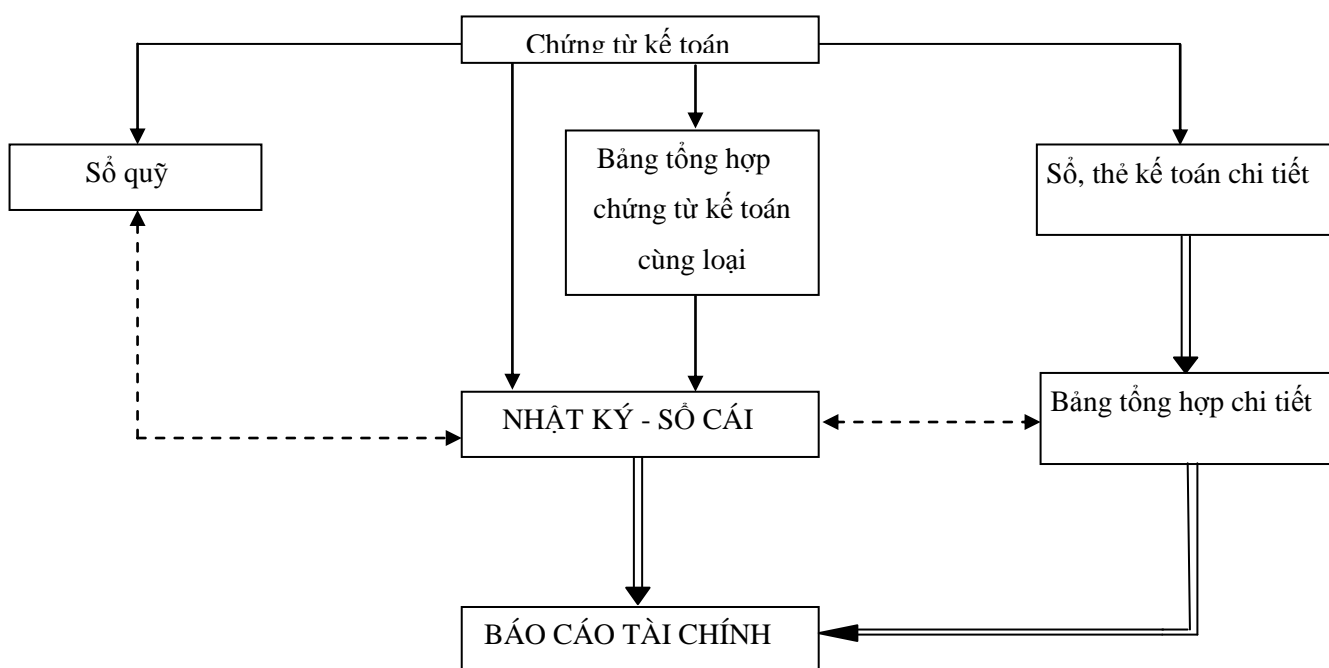 Chứng từ kế toán
Sổ quỹ
Bảng tổng hợp
chứng từ kế toán
cùng loại
Sổ, thẻ kế toán chi tiết
NHẬT KÝ - SỔ CÁI
Bảng tổng hợp chi tiết
BÁO CÁO TÀI CHÍNH